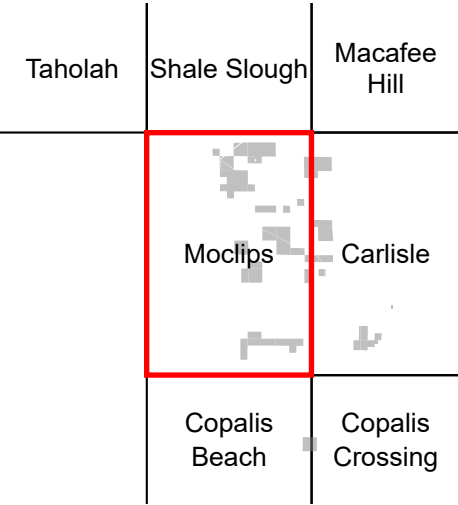 Taholah
Shale Slough
Macafee
Hill
Moclips
Carlisle
Copalis
Beach
Copalis
Crossing